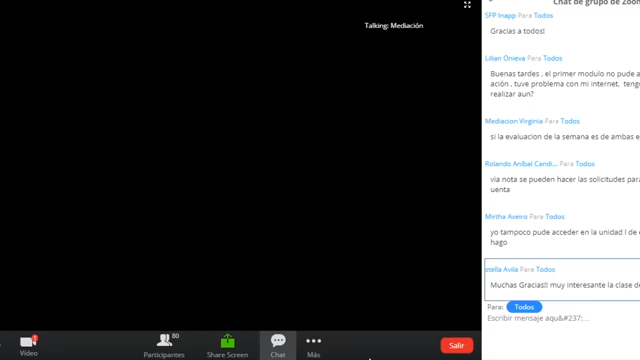 Chat de grupo de Zoom
Talking: Mediación
SFP Inapp Para Todos
Gracias a todos!
Lilian Onieva Para Todos
Buenas tardes , el primer modulo no pude a
ación , tuve problema con mi internet, teng
realizar aun?
Mediacion Virginia Para Todos
si la evaluacion de la semana es de ambas e
Rolando Aníbal Candi... Para Todos
via nota se pueden hacer las solicitudes par
uenta
Mirtha Aveiro Para Todos
yo tampoco pude acceder en la unidad I de e
hago
stella Avila Para Todos
Muchas Gracias!! muy interesante la clase de
Para: Todos
Escribir mensaje aqu&#237;...
Video
80
Participantes
Share Screen
Chat
Más
Salir